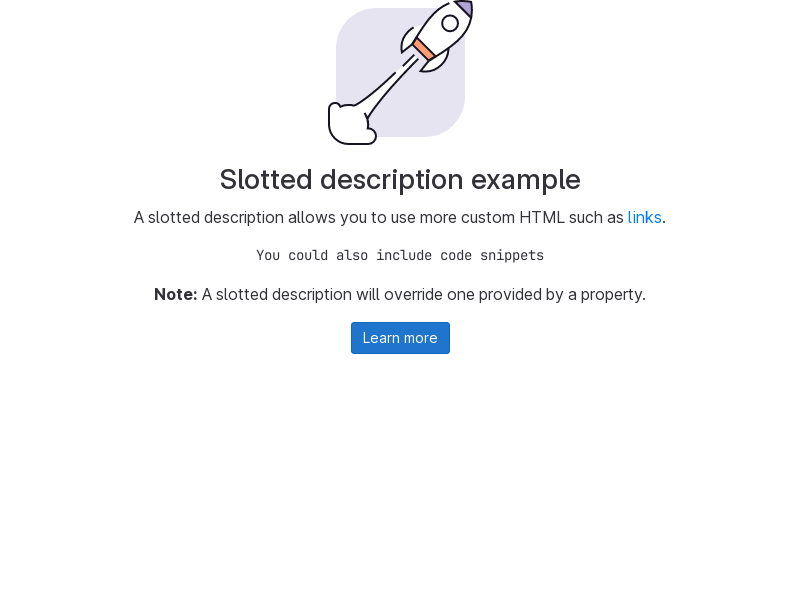 Slotted description example
A slotted description allows you to use more custom HTML such as links.
You could also include code snippets
Note: A slotted description will override one provided by a property.
Learn more